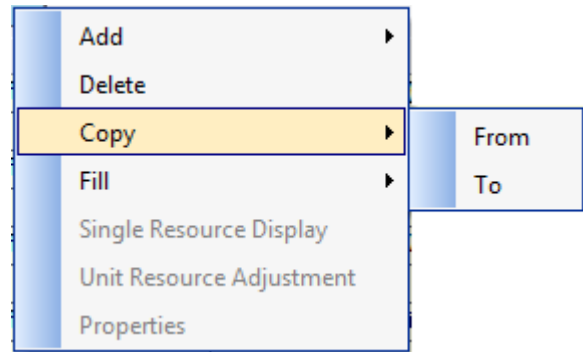 Add
Delete
Copy
From
Fill
To
Single Resource Display
Unit Resource Adjustment
Properties